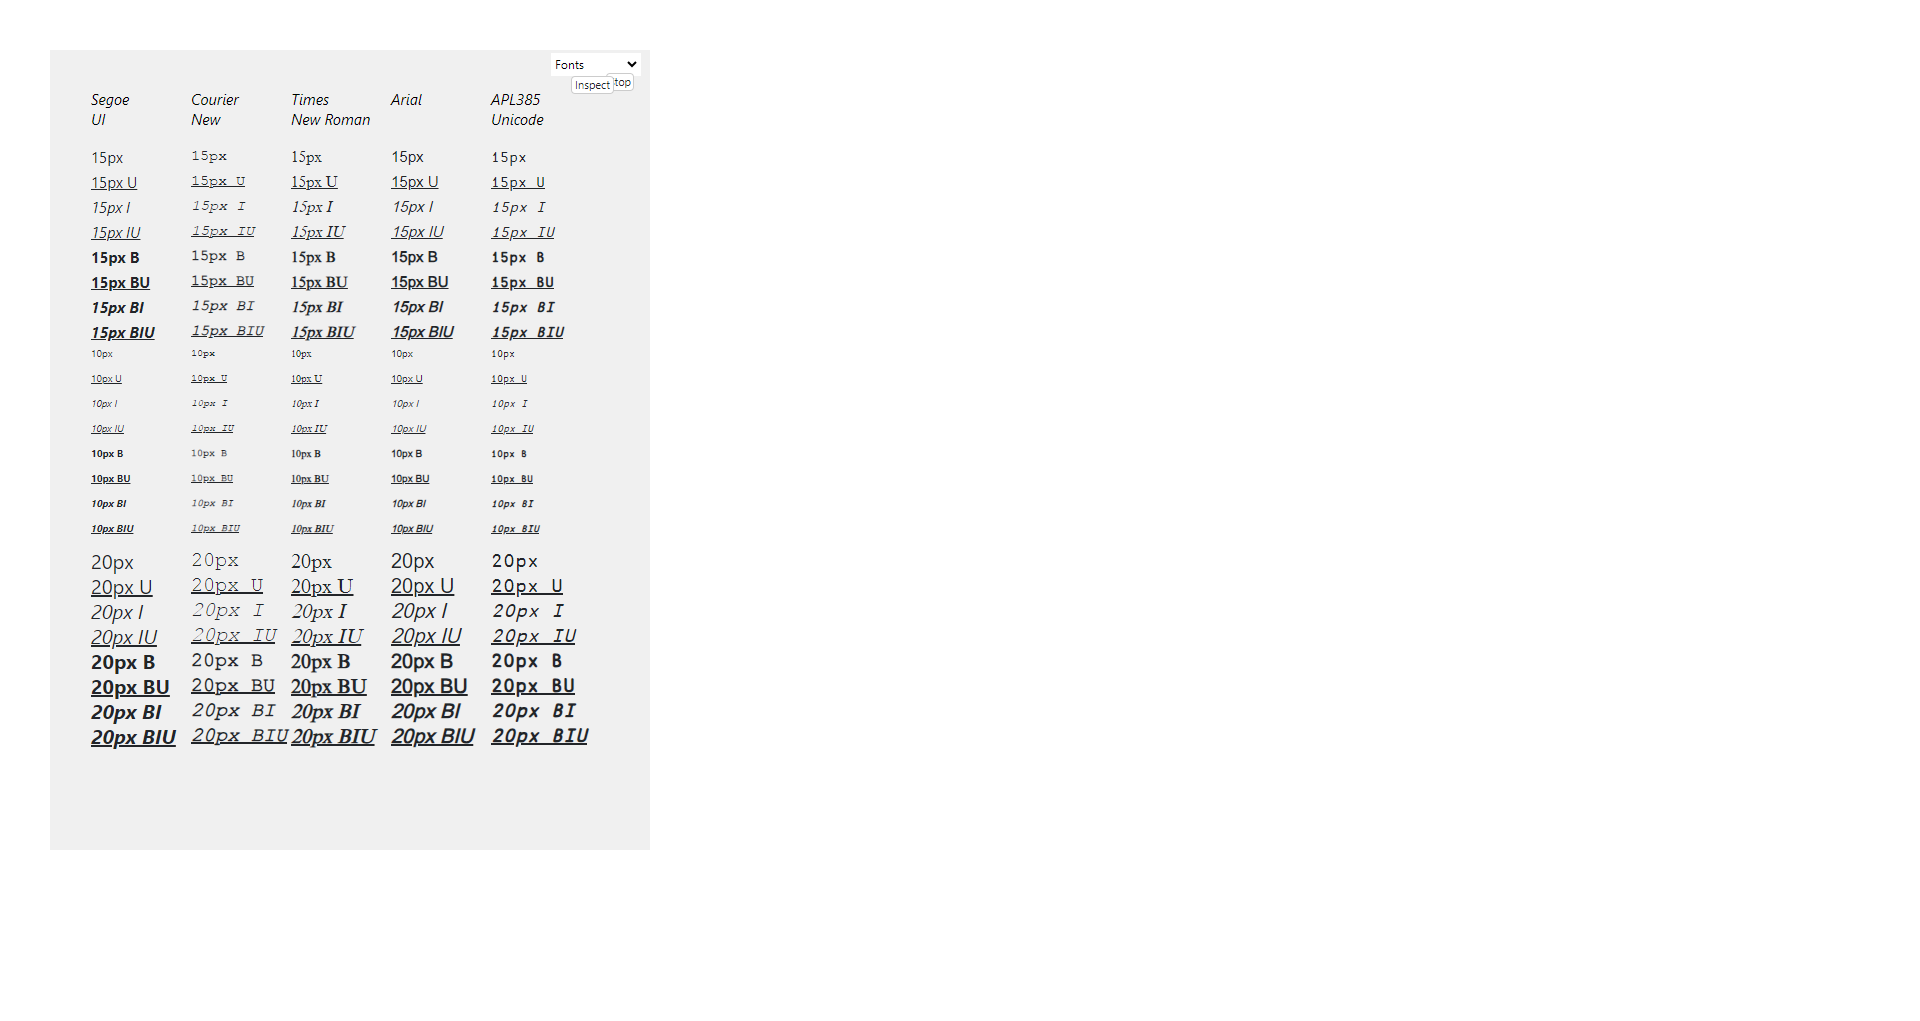 Fonts
Inspect top
Segoe UI Courier New Times New Roman Arial APL385 Unicode
15px 15px 15px 15px 15px
15px U 15px U 15px U 15px U 15px U
15px I 15px I 15px I 15px I 15px I
15px IU 15px IU 15px IU 15px IU 15px IU
15px B 15px B 15px B 15px B 15px B
15px BU 15px BU 15px BU 15px BU 15px BU
15px BI 15px BI 15px BI 15px BI 15px BI
15px BIU 15px BIU 15px BIU 15px BIU 15px BIU
10px 10px 10px 10px 10px
10px U 10px U 10px U 10px U 10px U
10px I 10px I 10px I 10px I 10px I
10px IU 10px IU 10px IU 10px IU 10px IU
10px B 10px B 10px B 10px B 10px B
10px BU 10px BU 10px BU 10px BU 10px BU
10px BI 10px BI 10px BI 10px BI 10px BI
10px BIU 10px BIU 10px BIU 10px BIU 10px BIU
20px 20px 20px 20px 20px
20px U 20px U 20px U 20px U 20px U
20px I 20px I 20px I 20px I 20px I
20px IU 20px IU 20px IU 20px IU 20px IU
20px B 20px B 20px B 20px B 20px B
20px BU 20px BU 20px BU 20px BU 20px BU
20px BI 20px BI 20px BI 20px BI 20px BI
20px BIU 20px BIU 20px BIU 20px BIU 20px BIU